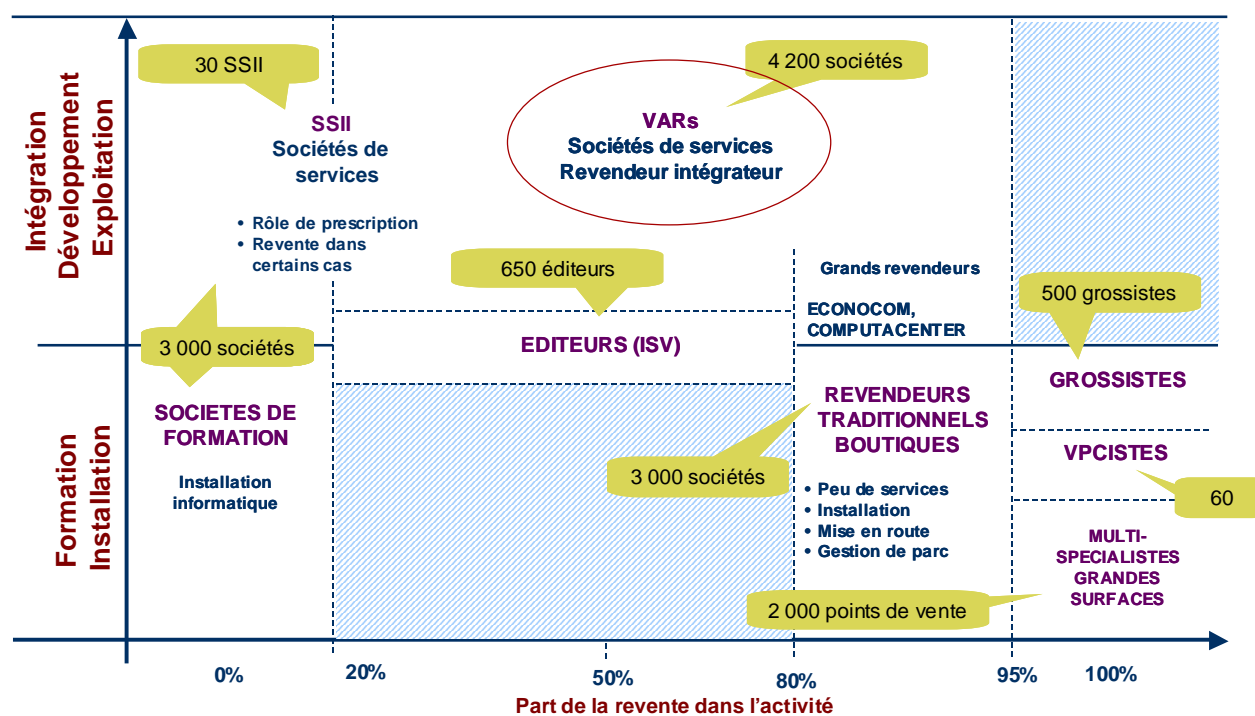 Intégration
Développement
Exploitation
Formation
Installation
30 SSII
SSII
Sociétés de
services
• Rôle de prescription
• Revente dans
certains cas
4 200 sociétés
VARs
Sociétés de services
Revendeur intégrateur
650 éditeurs
EDITEURS (ISV)
Grands revendeurs
ECONOCOM,
COMPUTACENTER
500 grossistes
GROSSISTES
3 000 sociétés
SOCIETES DE
FORMATION
Installation
informatique
REVENDEURS
TRADITIONNELS
BOUTIQUES
3 000 sociétés
• Peu de services
• Installation
• Mise en route
• Gestion de parc
VPCISTES
60
MULTI-
SPECIALISTES
GRANDES
SURFACES
2 000 points de vente
0%
20%
50%
80%
95%
100%
Part de la revente dans l’activité